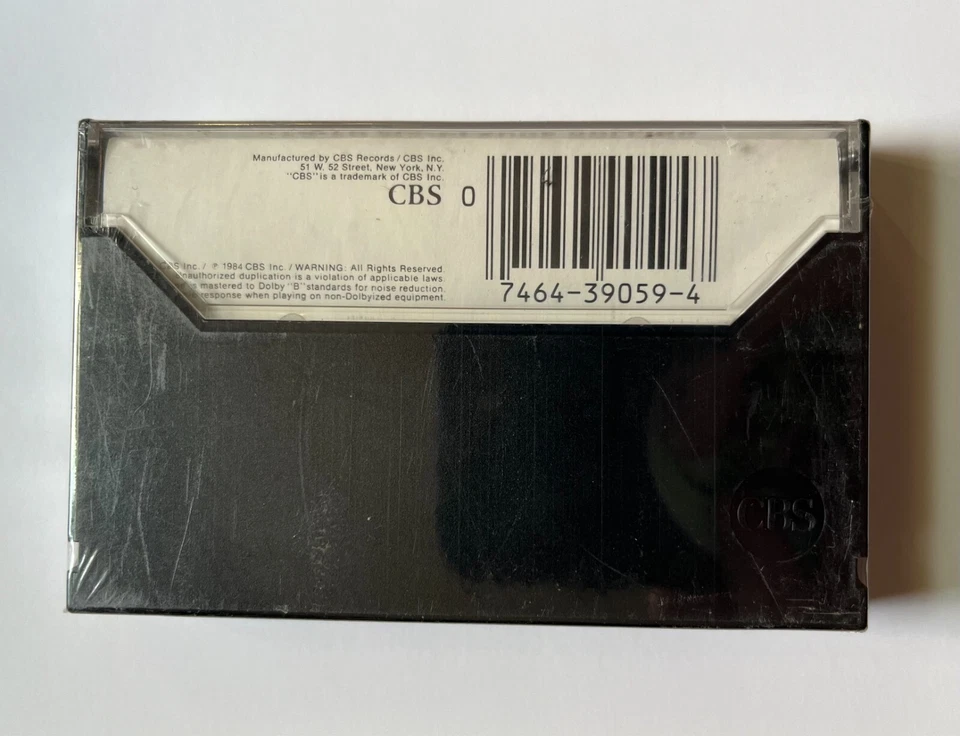 Manufactured by CBS Records / CBS Inc.
51 W. 52 Street, New York, N.Y.
"CBS" is a trademark of CBS Inc.
CBS
0 7464-39059-4
CBS Inc. / ℗ 1984 CBS Inc. / WARNING: All Rights Reserved.
Unauthorized duplication is a violation of applicable laws.
is mastered to Dolby "B" standards for noise reduction.
response when playing on non-Dolbyized equipment.
CBS